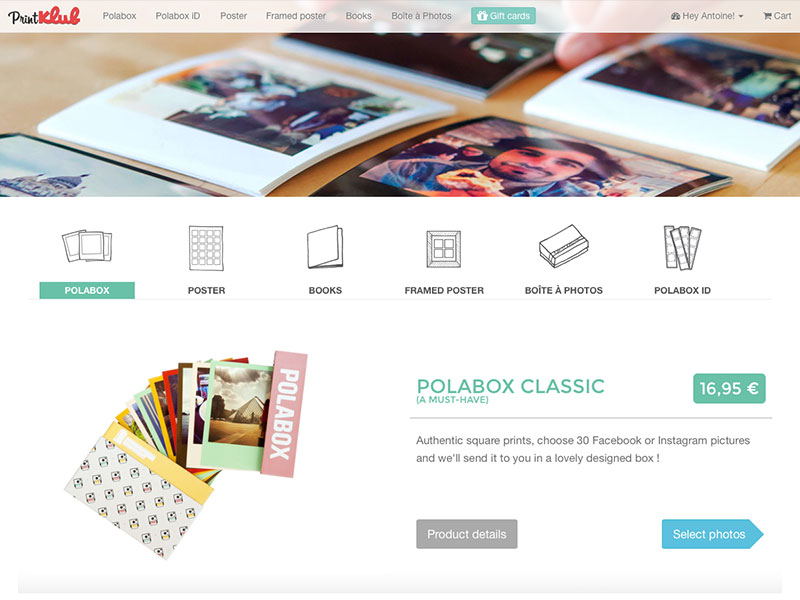 PrintKlub
Polabox Polabox iD Poster Framed poster Books Boîte à Photos Gift cards Hey Antoine! Cart
POLABOX POSTER BOOKS FRAMED POSTER BOÎTE À PHOTOS POLABOX ID
POLABOX
POLABOX CLASSIC
(A MUST-HAVE)
16,95 €
Authentic square prints, choose 30 Facebook or Instagram pictures
and we'll send it to you in a lovely designed box !
Product details Select photos